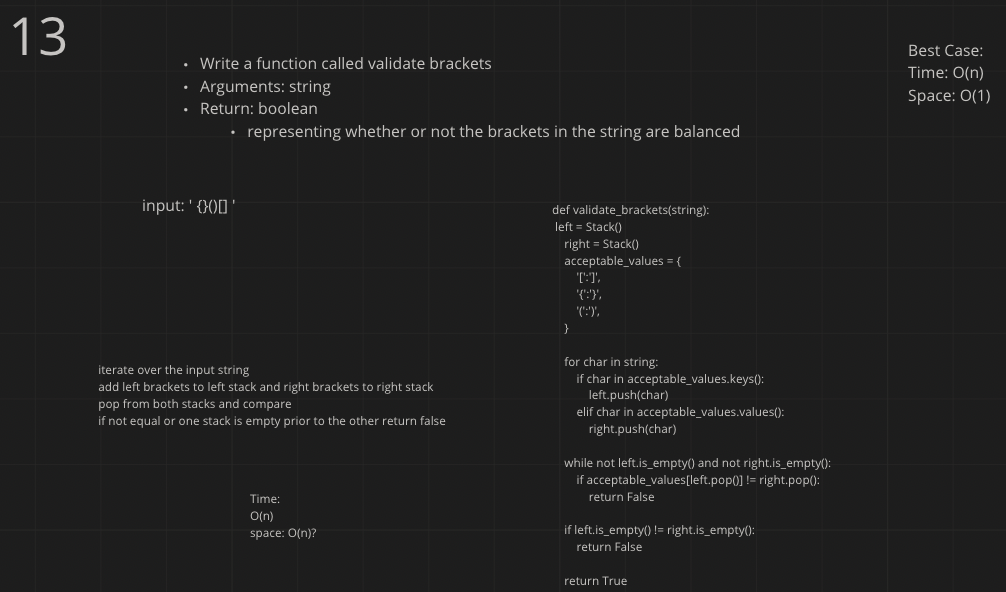 13
• Write a function called validate brackets
• Arguments: string
• Return: boolean
• representing whether or not the brackets in the string are balanced
Best Case:
Time: O(n)
Space: O(1)
input: ' {}()[] '
iterate over the input string
add left brackets to left stack and right brackets to right stack
pop from both stacks and compare
if not equal or one stack is empty prior to the other return false
Time:
O(n)
space: O(n)?
def validate_brackets(string):
left = Stack()
right = Stack()
acceptable_values = {
'[':']',
'{':'}',
'(':')',
}
for char in string:
if char in acceptable_values.keys():
left.push(char)
elif char in acceptable_values.values():
right.push(char)
while not left.is_empty() and not right.is_empty():
if acceptable_values[left.pop()] != right.pop():
return False
if left.is_empty() != right.is_empty():
return False
return True